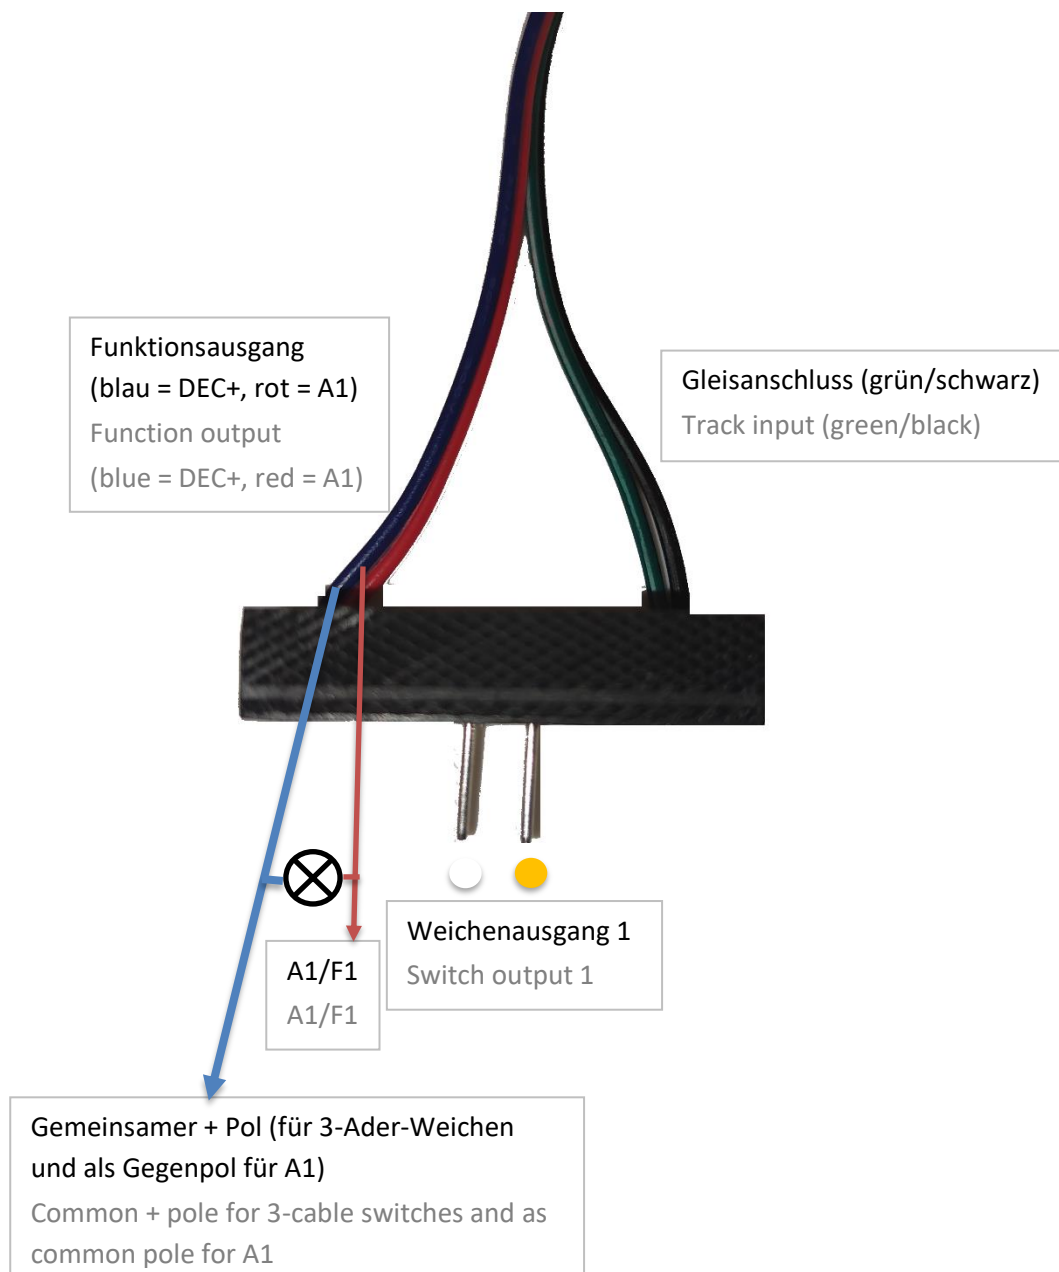 Funktionsausgang
(blau = DEC+, rot = A1)
Function output
(blue = DEC+, red = A1)
Gleisanschluss (grün/schwarz)
Track input (green/black)
Weichenausgang 1
Switch output 1
A1/F1
A1/F1
Gemeinsamer + Pol (für 3-Ader-Weichen
und als Gegenpol für A1)
Common + pole for 3-cable switches and as
common pole for A1